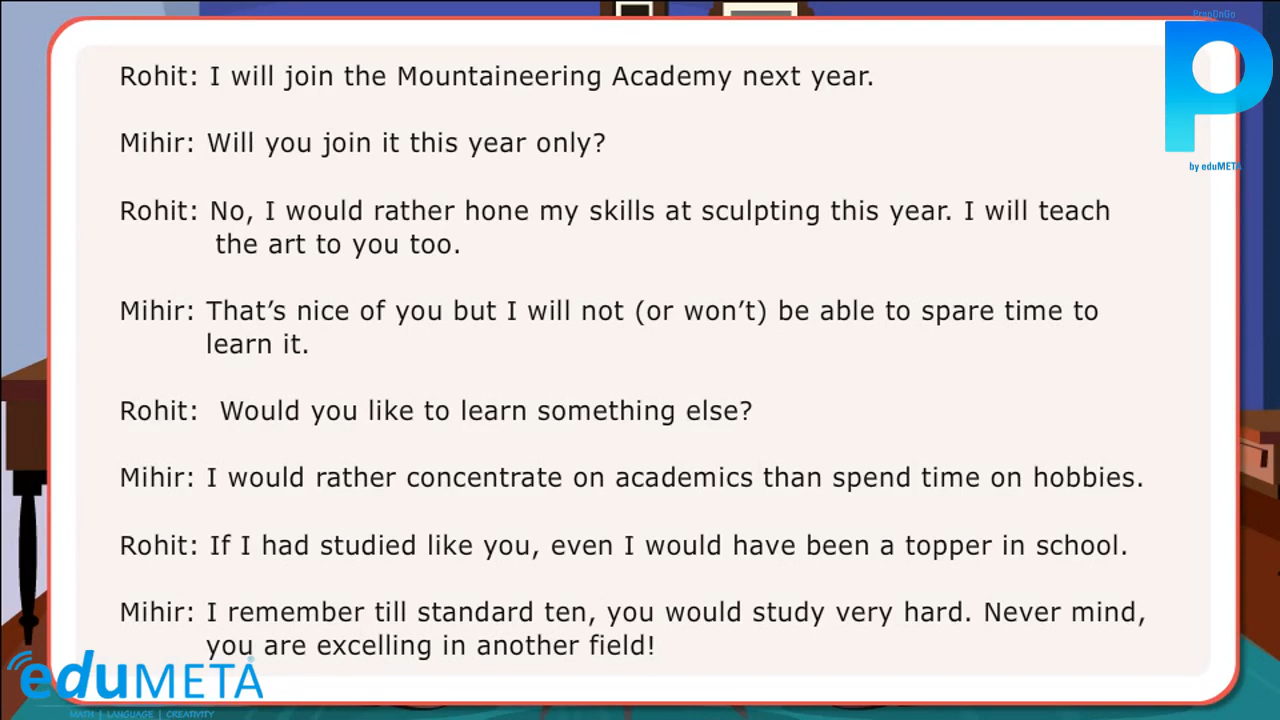 PrepOnGo
P
by eduMETA
Rohit: I will join the Mountaineering Academy next year.
Mihir: Will you join it this year only?
Rohit: No, I would rather hone my skills at sculpting this year. I will teach
the art to you too.
Mihir: That’s nice of you but I will not (or won’t) be able to spare time to
learn it.
Rohit: Would you like to learn something else?
Mihir: I would rather concentrate on academics than spend time on hobbies.
Rohit: If I had studied like you, even I would have been a topper in school.
Mihir: I remember till standard ten, you would study very hard. Never mind,
you are excelling in another field!
eduMETA®
MATH | LANGUAGE | CREATIVITY